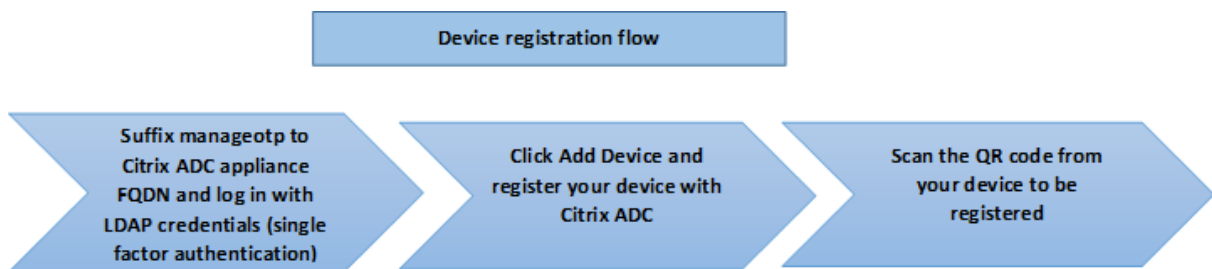 Device registration flow
Suffix manageotp to
Citrix ADC appliance
FQDN and log in with
LDAP credentials (single
factor authentication)
Click Add Device and
register your device with
Citrix ADC
Scan the QR code from
your device to be
registered